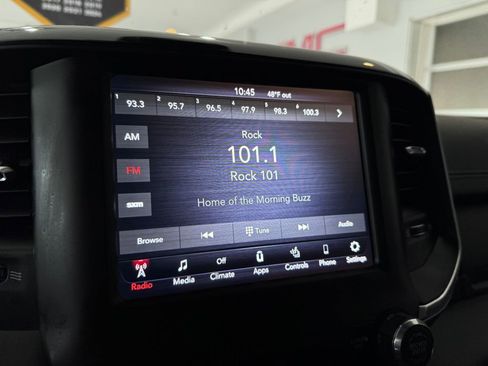 10:45 48°F out
1 93.3 2 95.7 3 96.5 4 97.9 5 98.3 6 100.3
AM
Rock
101.1
FM
Rock 101
sxm
Home of the Morning Buzz
Browse Tune Audio
Off
Radio Media Climate Apps Controls Phone Settings